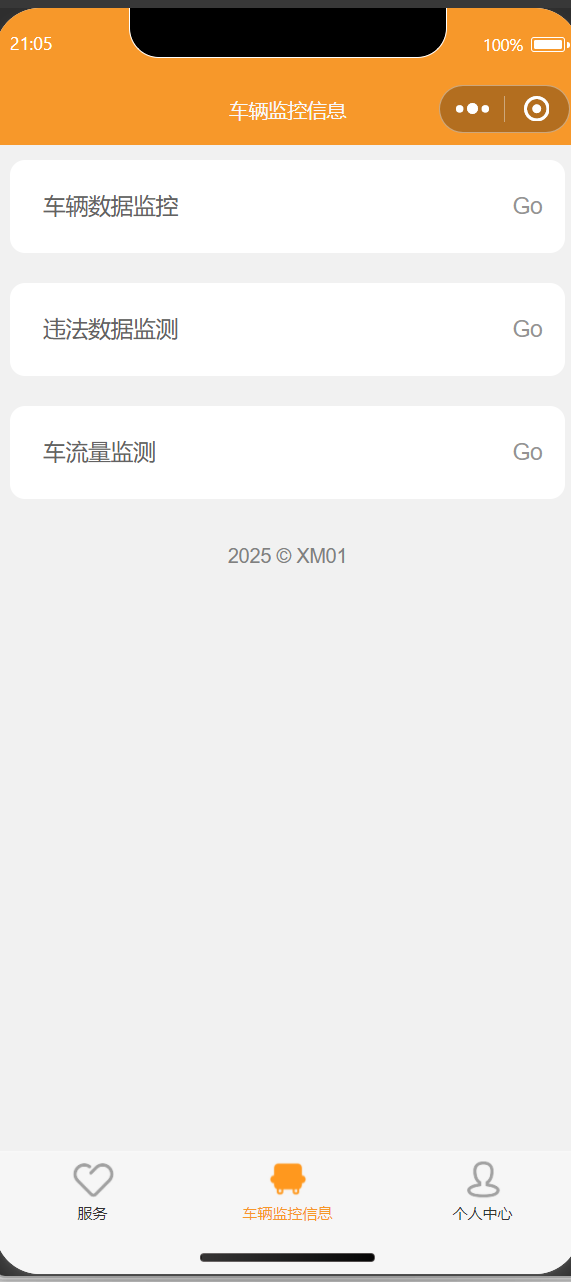 21:05
100%
车辆监控信息
车辆数据监控 Go
违法数据监测 Go
车流量监测 Go
2025 © XM01
服务 车辆监控信息 个人中心